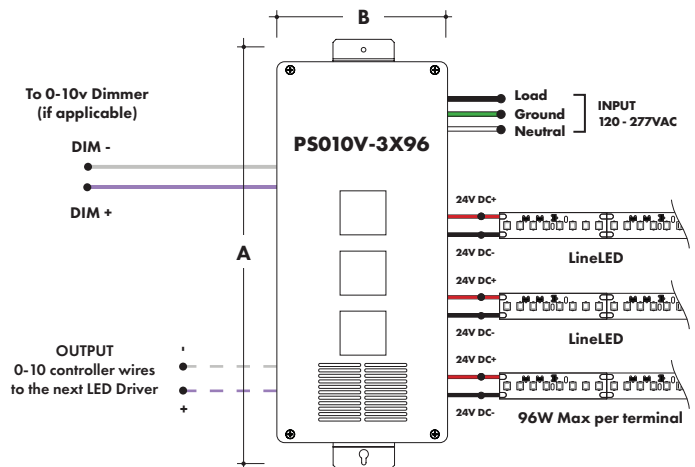 B
To 0-10v Dimmer
(if applicable)
DIM -
DIM +
A
PS010V-3X96
Load
Ground
Neutral
INPUT
120 - 277VAC
24V DC+
24V DC-
LineLED
24V DC+
24V DC-
LineLED
24V DC+
24V DC-
96W Max per terminal
OUTPUT
0-10 controller wires
to the next LED Driver
-
+